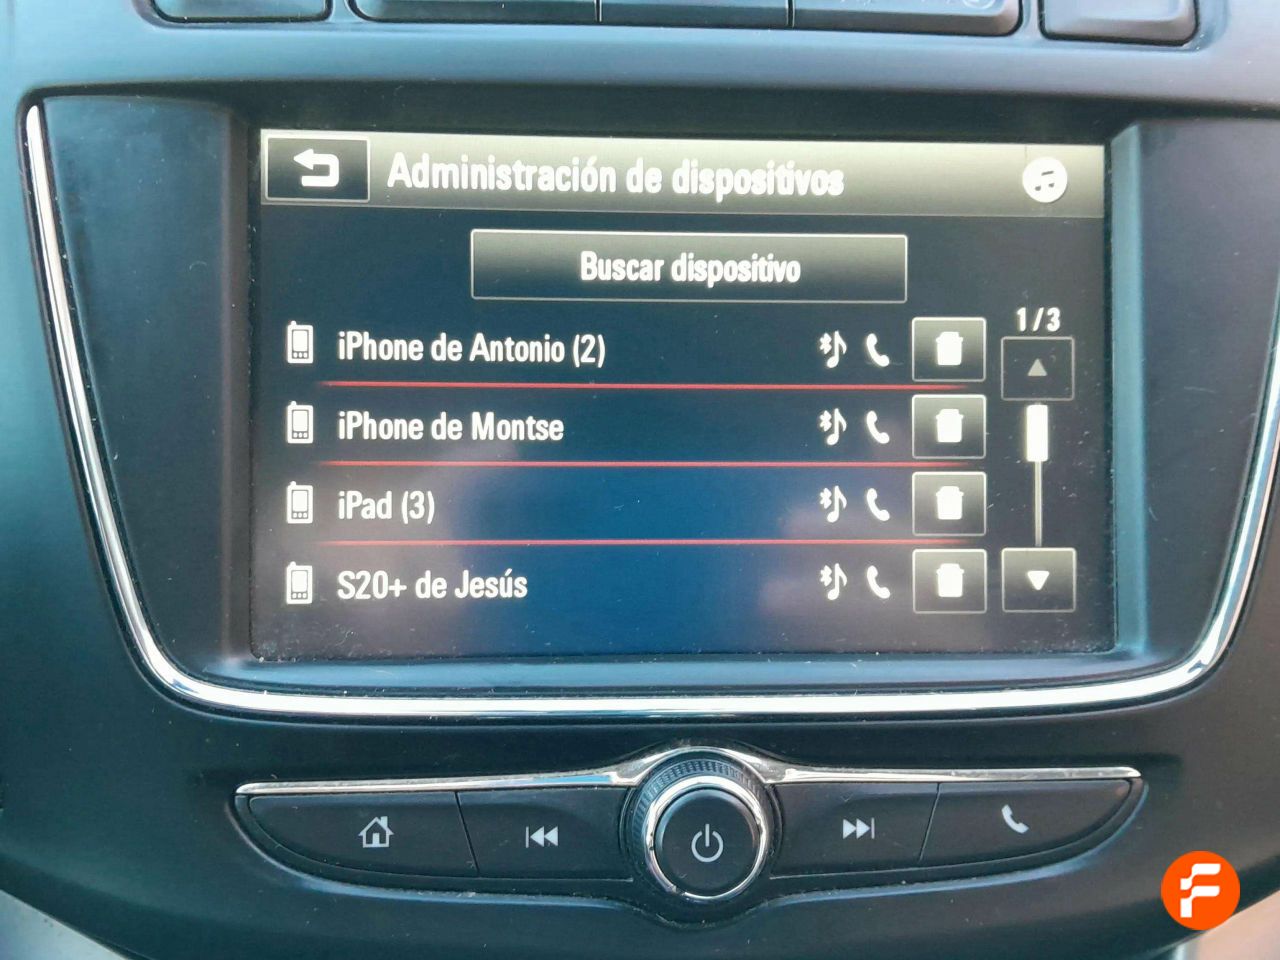 Administración de dispositivos
Buscar dispositivo
iPhone de Antonio (2)
1/3
iPhone de Montse
iPad (3)
S20+ de Jesús